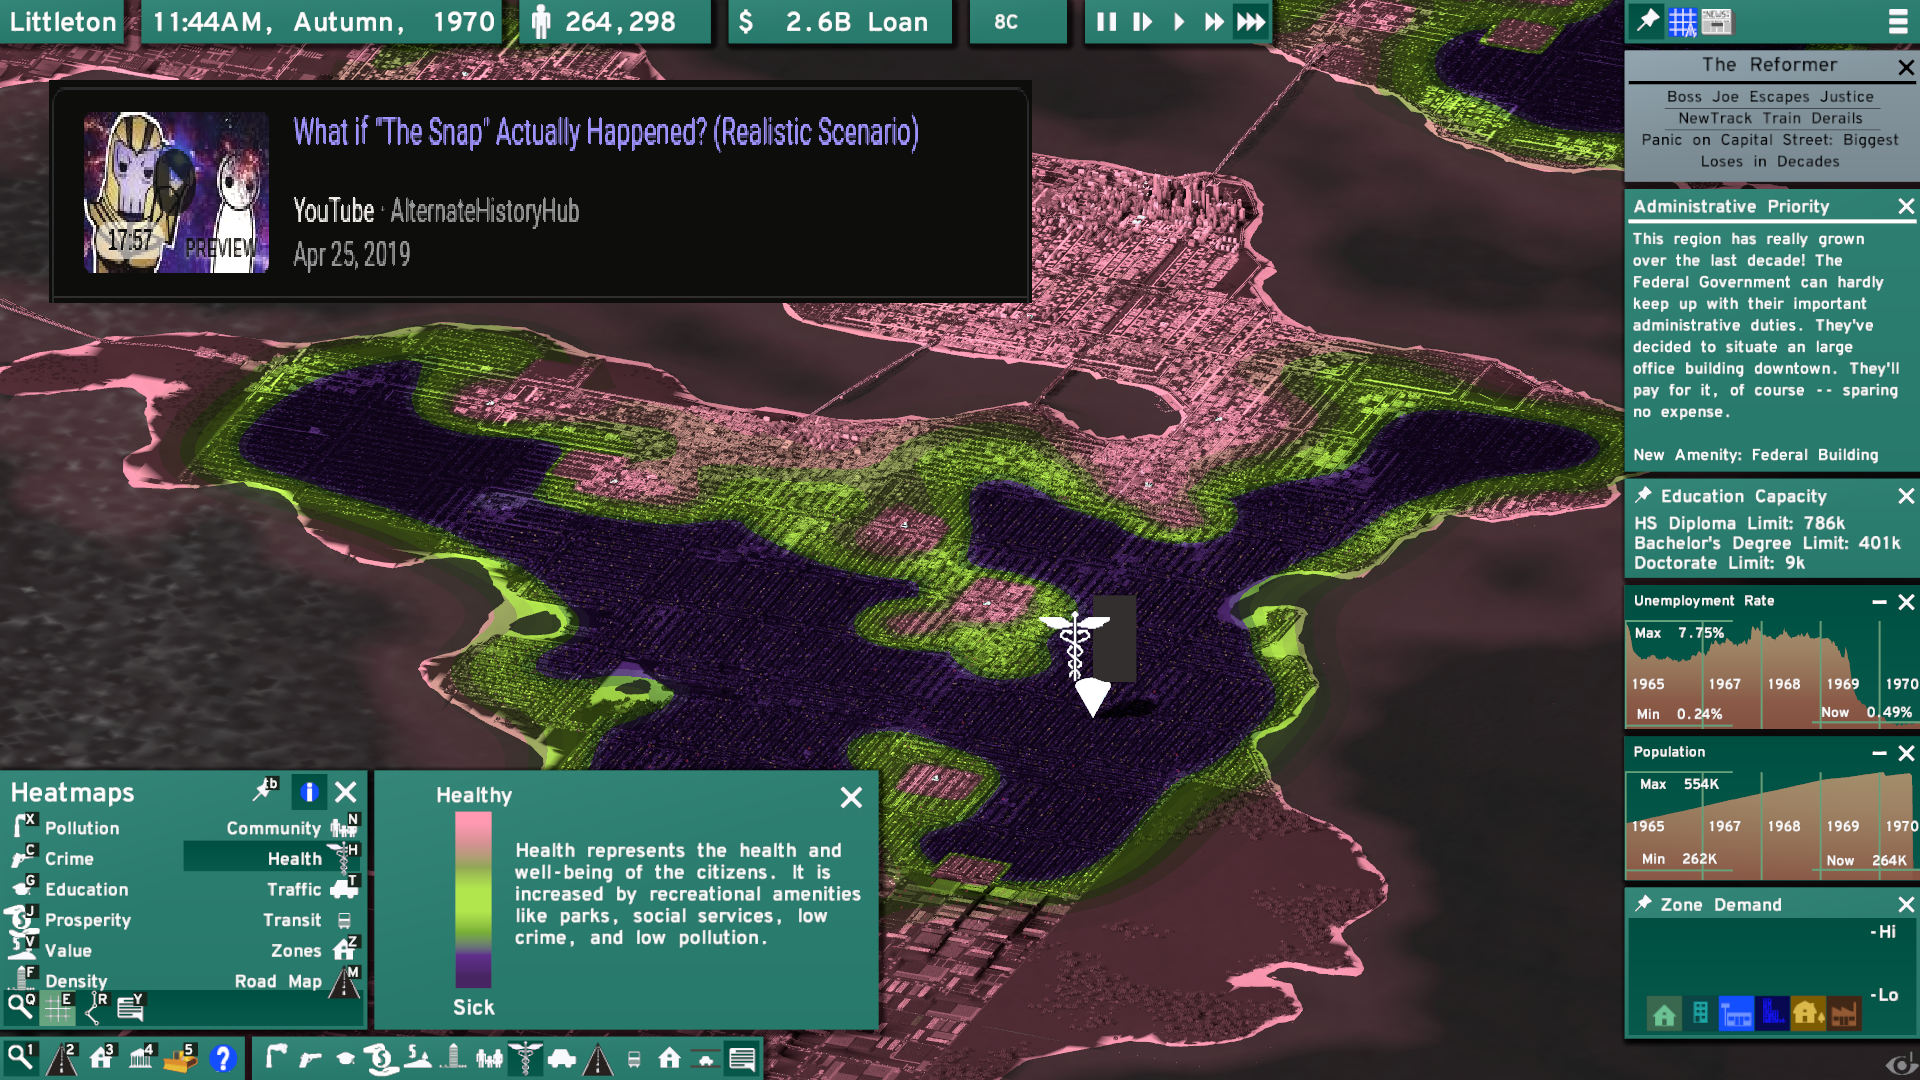 Littleton
11:44AM, Autumn, 1970
264,298
$ 2.6B Loan
8C
NEWS
What if "The Snap" Actually Happened? (Realistic Scenario)
17:57
PREVIEW
YouTube · AlternateHistoryHub
Apr 25, 2019
The Reformer
Boss Joe Escapes Justice
NewTrack Train Derails
Panic on Capital Street: Biggest
Loses in Decades
Administrative Priority
This region has really grown
over the last decade! The
Federal Government can hardly
keep up with their important
administrative duties. They've
decided to situate an large
office building downtown. They'll
pay for it, of course -- sparing
no expense.
New Amenity: Federal Building
Education Capacity
HS Diploma Limit: 786k
Bachelor's Degree Limit: 401k
Doctorate Limit: 9k
Unemployment Rate
Max 7.75%
1965 1967 1968 1969 1970
Min 0.24% Now 0.49%
Population
Max 554K
1965 1967 1968 1969 1970
Min 262K Now 264K
Zone Demand
-Hi
-Lo
Heatmaps
tb
i
X Pollution
Community N
C Crime
Health H
G Education
Traffic T
J Prosperity
Transit
V Value
Zones Z
F Density
Road Map M
Q E R Y
Healthy
Health represents the health and
well-being of the citizens. It is
increased by recreational amenities
like parks, social services, low
crime, and low pollution.
Sick
1 2 3 4 5 ?